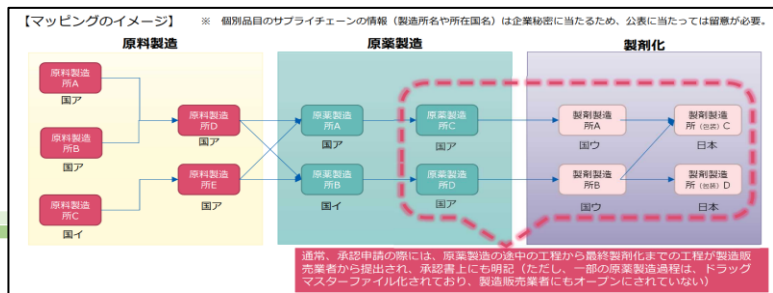 【マッピングのイメージ】 ※ 個別品目のサプライチェーンの情報(製造所名や所在国名)は企業秘密に当たるため、公表に当たっては留意が必要。
原料製造 原薬製造 製剤化
原料製造
所A
国ア
原料製造
所B
国ア
原料製造
所C
国イ
原料製造
所D
国ア
原料製造
所E
国ア
原薬製造
所A
国ア
原薬製造
所B
国イ
原薬製造
所C
国ア
原薬製造
所D
国ア
製剤製造
所A
国ウ
製剤製造
所B
国ウ
製剤製造
所(包装)C
日本
製剤製造
所(包装)D
日本
通常、承認申請の際には、原薬製造の途中の工程から最終製剤化までの工程が製造販
売業者から提出され、承認書上にも明記(ただし、一部の原薬製造過程は、ドラッグ
マスターファイル化されており、製造販売業者にもオープンにされていない)